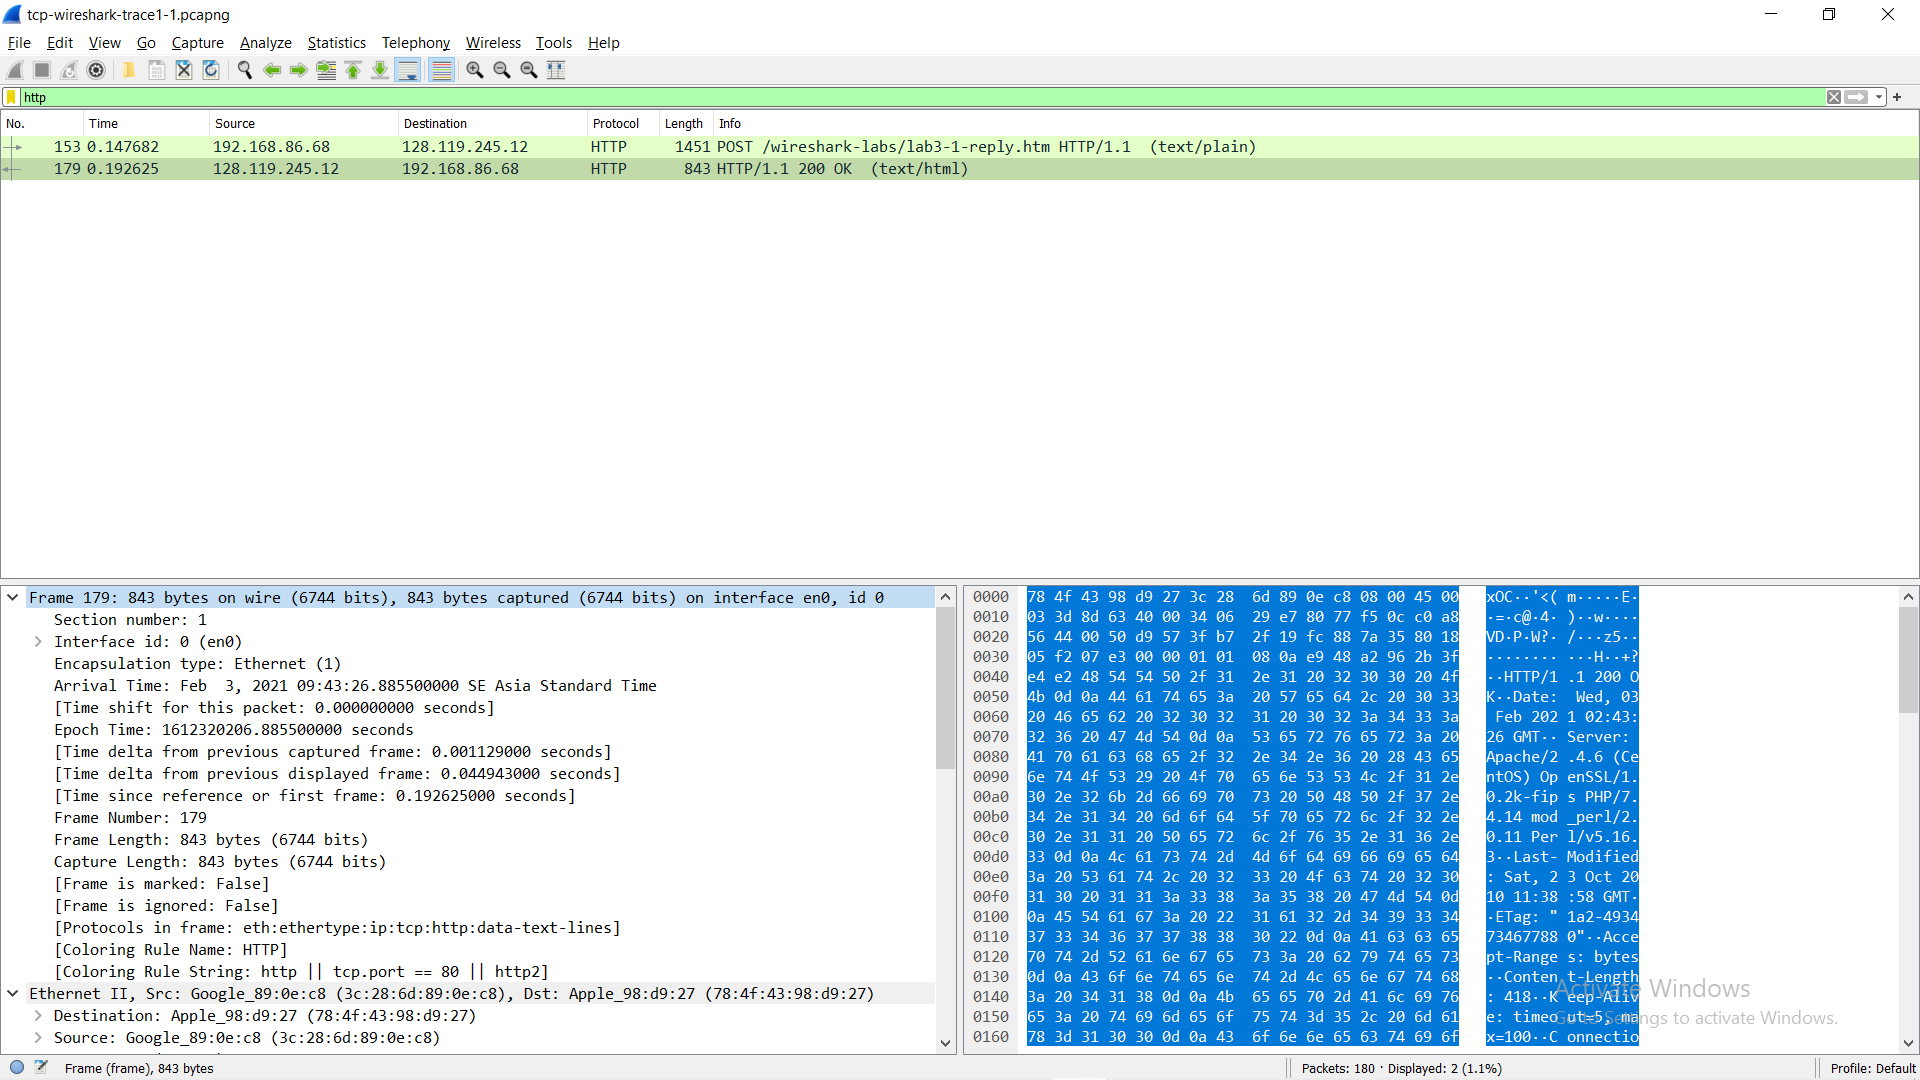 tcp-wireshark-trace1-1.pcapng
File Edit View Go Capture Analyze Statistics Telephony Wireless Tools Help
http
No. Time Source Destination Protocol Length Info
153 0.147682 192.168.86.68 128.119.245.12 HTTP 1451 POST /wireshark-labs/lab3-1-reply.htm HTTP/1.1 (text/plain)
179 0.192625 128.119.245.12 192.168.86.68 HTTP 843 HTTP/1.1 200 OK (text/html)
Frame 179: 843 bytes on wire (6744 bits), 843 bytes captured (6744 bits) on interface en0, id 0
Section number: 1
Interface id: 0 (en0)
Encapsulation type: Ethernet (1)
Arrival Time: Feb  3, 2021 09:43:26.885500000 SE Asia Standard Time
[Time shift for this packet: 0.000000000 seconds]
Epoch Time: 1612320206.885500000 seconds
[Time delta from previous captured frame: 0.001129000 seconds]
[Time delta from previous displayed frame: 0.044943000 seconds]
[Time since reference or first frame: 0.192625000 seconds]
Frame Number: 179
Frame Length: 843 bytes (6744 bits)
Capture Length: 843 bytes (6744 bits)
[Frame is marked: False]
[Frame is ignored: False]
[Protocols in frame: eth:ethertype:ip:tcp:http:data-text-lines]
[Coloring Rule Name: HTTP]
[Coloring Rule String: http || tcp.port == 80 || http2]
Ethernet II, Src: Google_89:0e:c8 (3c:28:6d:89:0e:c8), Dst: Apple_98:d9:27 (78:4f:43:98:d9:27)
Destination: Apple_98:d9:27 (78:4f:43:98:d9:27)
Source: Google_89:0e:c8 (3c:28:6d:89:0e:c8)
0000 78 4f 43 98 d9 27 3c 28 6d 89 0e c8 08 00 45 00 xOC··'<( m·····E·
0010 03 3d 8d 63 40 00 34 06 29 e7 80 77 f5 0c c0 a8 ·=·c@·4· )··w····
0020 56 44 00 50 d9 57 3f b7 2f 19 fc 88 7a 35 80 18 VD·P·W?· /···z5··
0030 05 f2 07 e3 00 00 01 01 08 0a e9 48 a2 96 2b 3f ········ ···H··+?
0040 e4 e2 48 54 54 50 2f 31 2e 31 20 32 30 30 20 4f ··HTTP/1 .1 200 O
0050 4b 0d 0a 44 61 74 65 3a 20 57 65 64 2c 20 30 33 K··Date: Wed, 03
0060 20 46 65 62 20 32 30 32 31 20 30 32 3a 34 33 3a Feb 202 1 02:43:
0070 32 36 20 47 4d 54 0d 0a 53 65 72 76 65 72 3a 20 26 GMT·· Server:
0080 41 70 61 63 68 65 2f 32 2e 34 2e 36 20 28 43 65 Apache/2 .4.6 (Ce
0090 6e 74 4f 53 29 20 4f 70 65 6e 53 53 4c 2f 31 2e ntOS) Op enSSL/1.
00a0 30 2e 32 6b 2d 66 69 70 73 20 50 48 50 2f 37 2e 0.2k-fip s PHP/7.
00b0 34 2e 31 34 20 6d 6f 64 5f 70 65 72 6c 2f 32 2e 4.14 mod _perl/2.
00c0 30 2e 31 31 20 50 65 72 6c 2f 76 35 2e 31 36 2e 0.11 Per l/v5.16.
00d0 33 0d 0a 4c 61 73 74 2d 4d 6f 64 69 66 69 65 64 3··Last- Modified
00e0 3a 20 53 61 74 2c 20 32 33 20 4f 63 74 20 32 30 : Sat, 2 3 Oct 20
00f0 31 30 20 31 31 3a 33 38 3a 35 38 20 47 4d 54 0d 10 11:38 :58 GMT·
0100 0a 45 54 61 67 3a 20 22 31 61 32 2d 34 39 33 34 ·ETag: " 1a2-4934
0110 37 33 34 36 37 37 38 38 30 22 0d 0a 41 63 63 65 73467788 0"··Acce
0120 70 74 2d 52 61 6e 67 65 73 3a 20 62 79 74 65 73 pt-Range s: bytes
0130 0d 0a 43 6f 6e 74 65 6e 74 2d 4c 65 6e 67 74 68 ··Conten t-Length
0140 3a 20 34 31 38 0d 0a 4b 65 65 70 2d 41 6c 69 76 : 418··K eep-Aliv
0150 65 3a 20 74 69 6d 65 6f 75 74 3d 35 2c 20 6d 61 e: timeo ut=5, ma
0160 78 3d 31 30 30 0d 0a 43 6f 6e 6e 65 63 74 69 6f x=100··C onnectio
Activate Windows
Go to Settings to activate Windows.
Frame (frame), 843 bytes
Packets: 180 · Displayed: 2 (1.1%)
Profile: Default